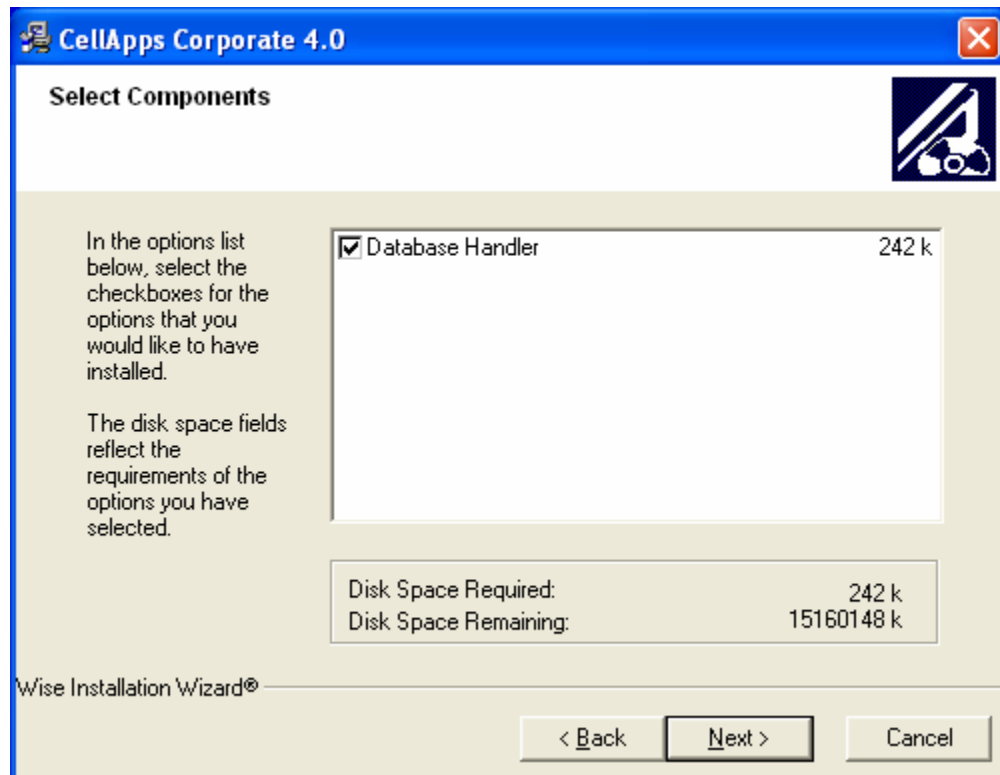 CellApps Corporate 4.0
Select Components
In the options list
below, select the
checkboxes for the
options that you
would like to have
installed.
The disk space fields
reflect the
requirements of the
options you have
selected.
Database Handler 242 k
Disk Space Required: 242 k
Disk Space Remaining: 15160148 k
Wise Installation Wizard®
< Back Next > Cancel